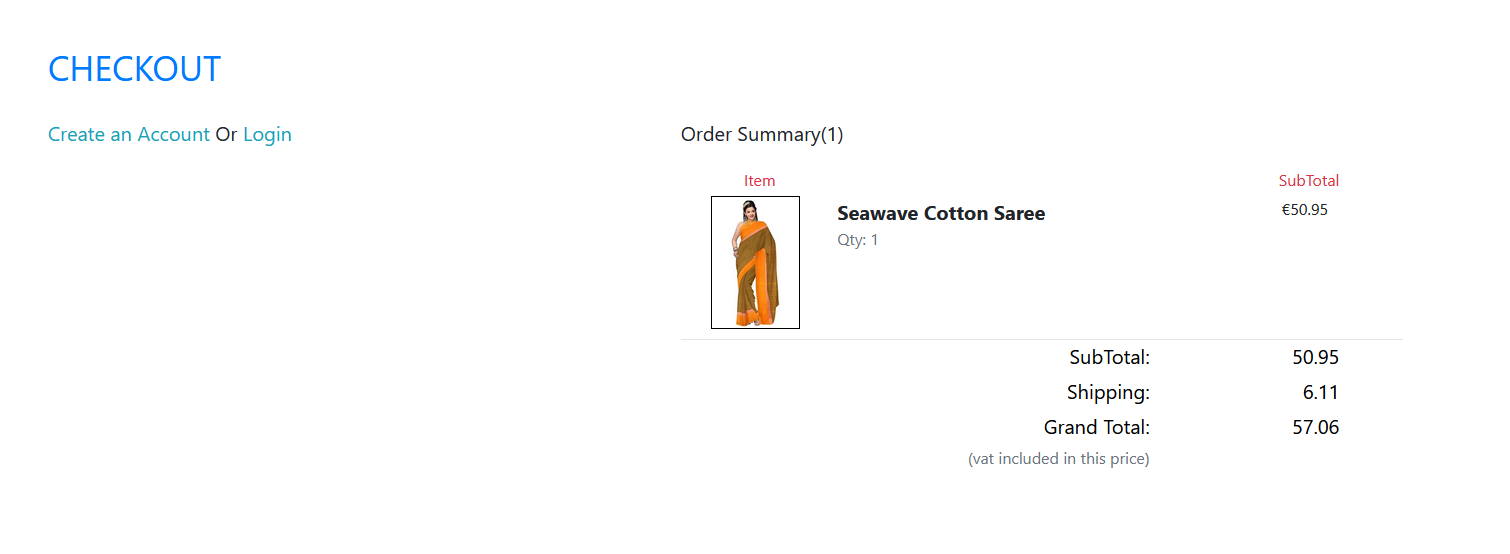 CHECKOUT
Create an Account Or Login
Order Summary(1)
Item SubTotal
Seawave Cotton Saree €50.95
Qty: 1
SubTotal: 50.95
Shipping: 6.11
Grand Total: 57.06
(vat included in this price)